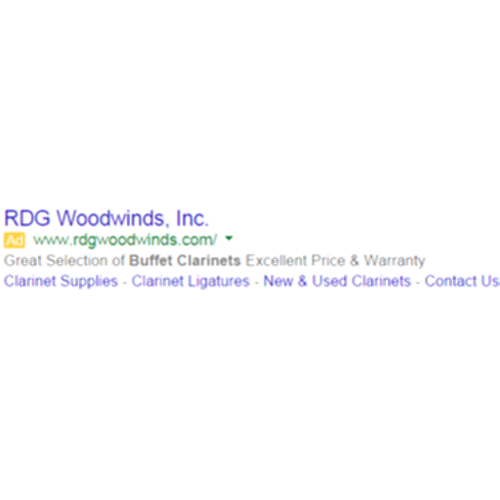 RDG Woodwinds, Inc.
Ad www.rdgwoodwinds.com/
Great Selection of Buffet Clarinets Excellent Price & Warranty
Clarinet Supplies - Clarinet Ligatures - New & Used Clarinets - Contact Us